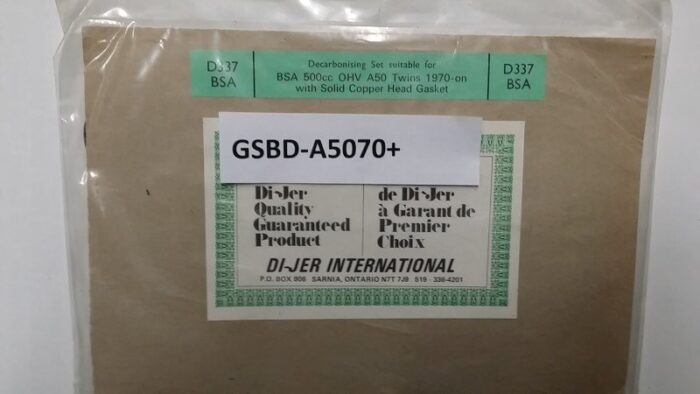 D337
BSA
Decarbonising Set suitable for
BSA 500cc OHV A50 Twins 1970-on
with Solid Copper Head Gasket
D337
BSA
GSBD-A5070+
Di-Jer
Quality
Guaranteed
Product
de Di-Jer
à Garant de
Premier
Choix
DI-JER INTERNATIONAL
P.O. BOX 806 SARNIA, ONTARIO N7T 7J9 519-336-4201